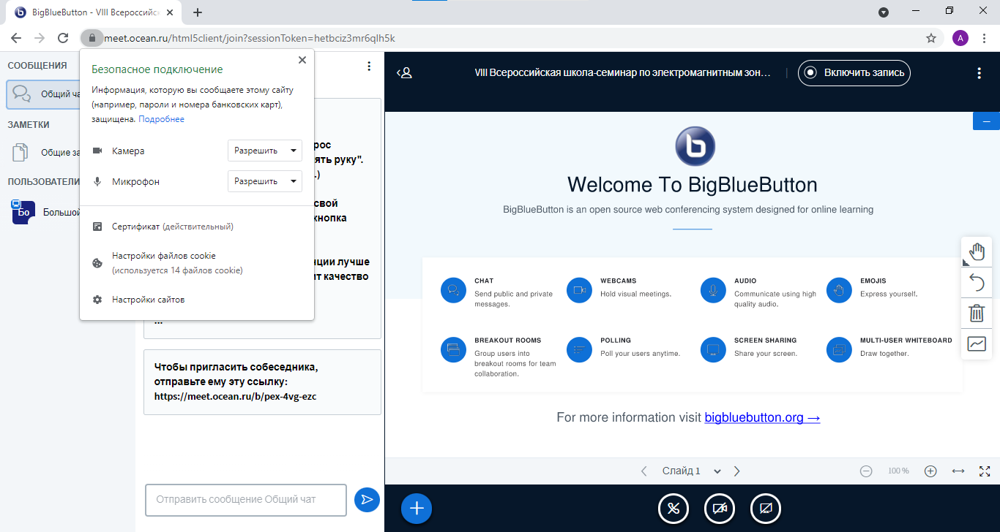 BigBlueButton - VIII Всероссийск
meet.ocean.ru/html5client/join?sessionToken=hetbciz3mr6qlh5k
A
СООБЩЕНИЯ
Общий ча
ЗАМЕТКИ
Общие за
ПОЛЬЗОВАТЕЛИ
Бо
Большой
Безопасное подключение
Информация, которую вы сообщаете этому сайту
(например, пароли и номера банковских карт),
защищена. Подробнее
Камера
Разрешить
Микрофон
Разрешить
Сертификат (действительный)
Настройки файлов cookie
(используется 14 файлов cookie)
Настройки сайтов
рос
ять руку".
.)
свой
кнопка
нции лучше
ит качество
...
Чтобы пригласить собеседника,
отправьте ему эту ссылку:
https://meet.ocean.ru/b/pex-4vg-ezc
Отправить сообщение Общий чат
VIII Всероссийская школа-семинар по электромагнитным зон...
Включить запись
b
Welcome To BigBlueButton
BigBlueButton is an open source web conferencing system designed for online learning
CHAT
Send public and private
messages.
WEBCAMS
Hold visual meetings.
AUDIO
Communicate using high
quality audio.
EMOJIS
Express yourself.
BREAKOUT ROOMS
Group users into
breakout rooms for team
collaboration.
POLLING
Poll your users anytime.
SCREEN SHARING
Share your screen.
MULTI-USER WHITEBOARD
Draw together.
For more information visit bigbluebutton.org →
Слайд 1
100 %